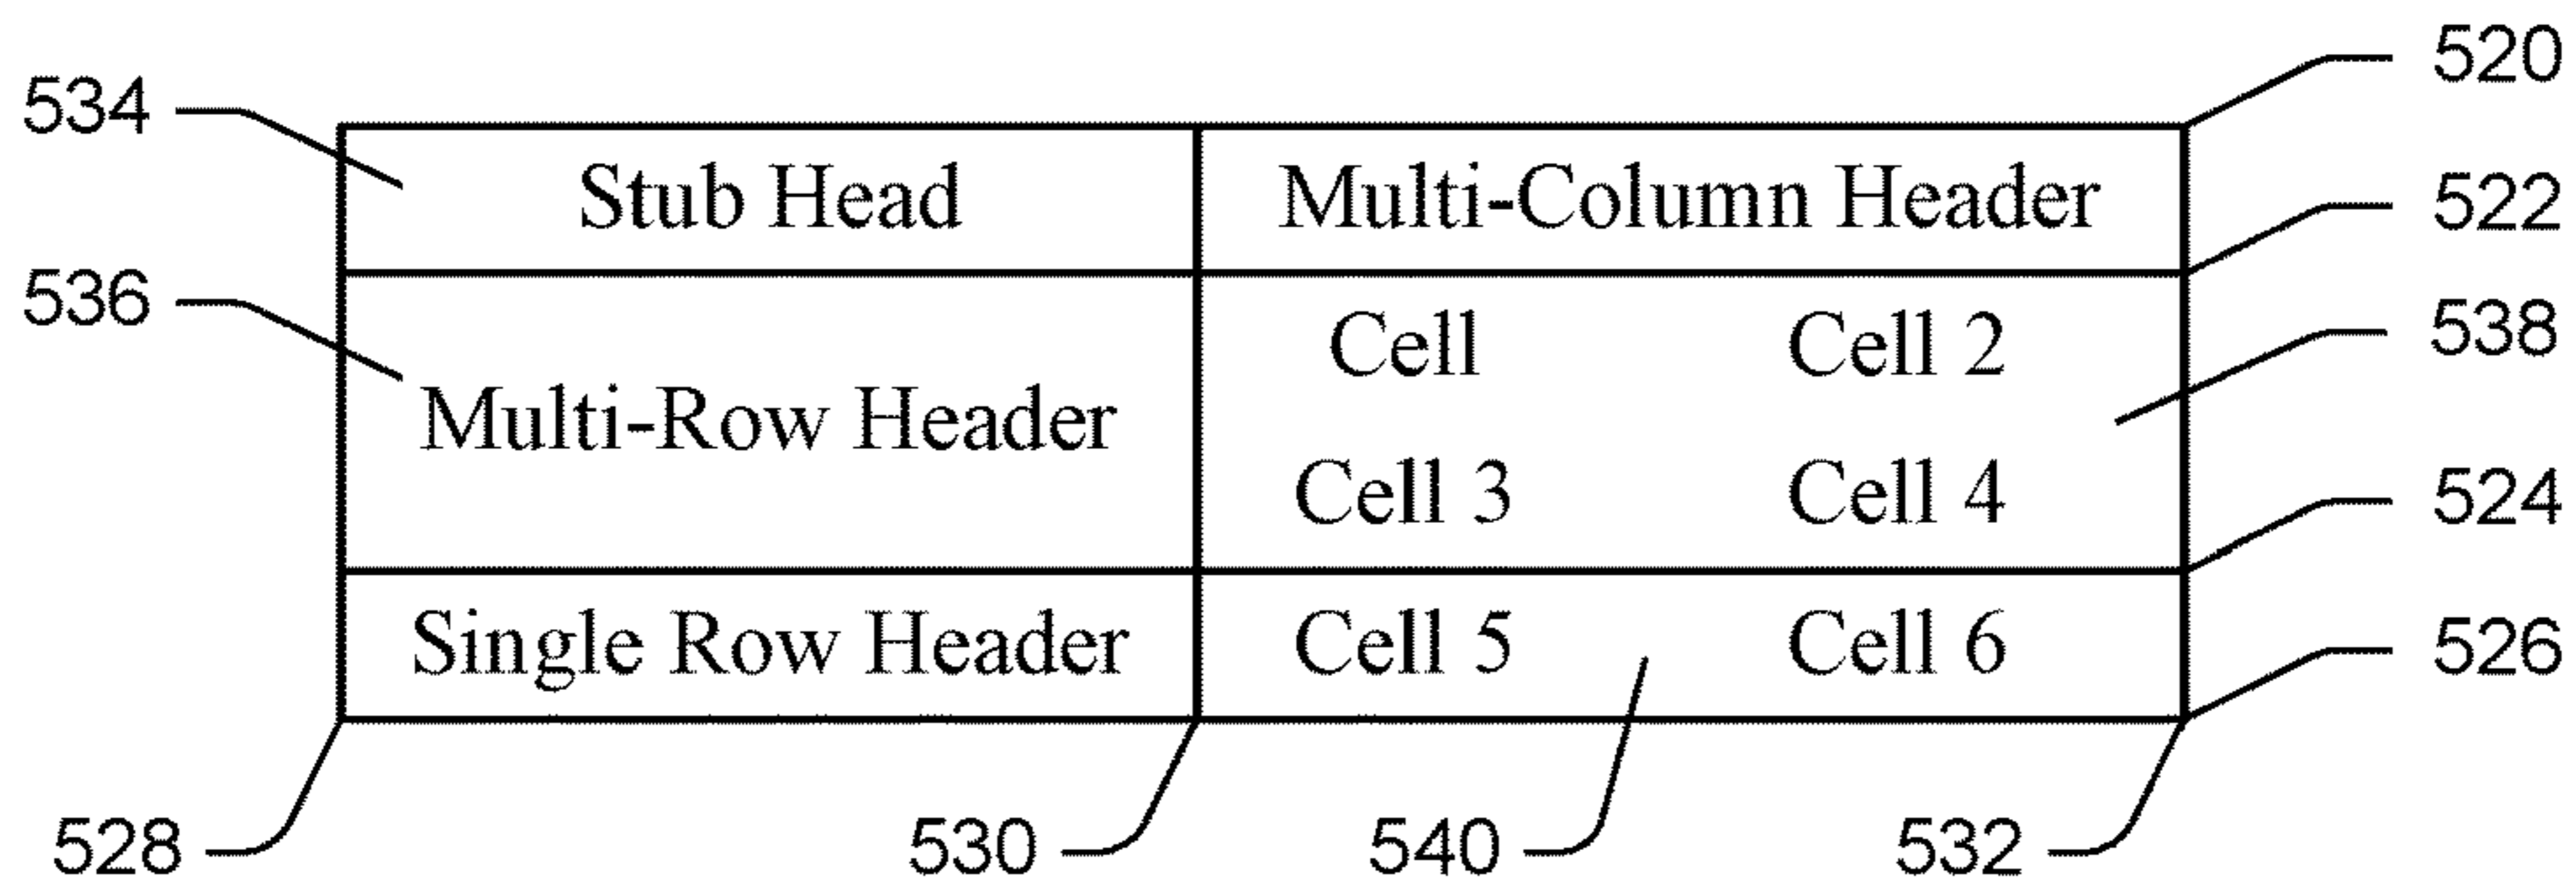 520
534
Stub Head Multi-Column Header
522
536
Cell Cell 2
538
Multi-Row Header
Cell 3 Cell 4
524
Single Row Header Cell 5 Cell 6
526
528 530 540 532